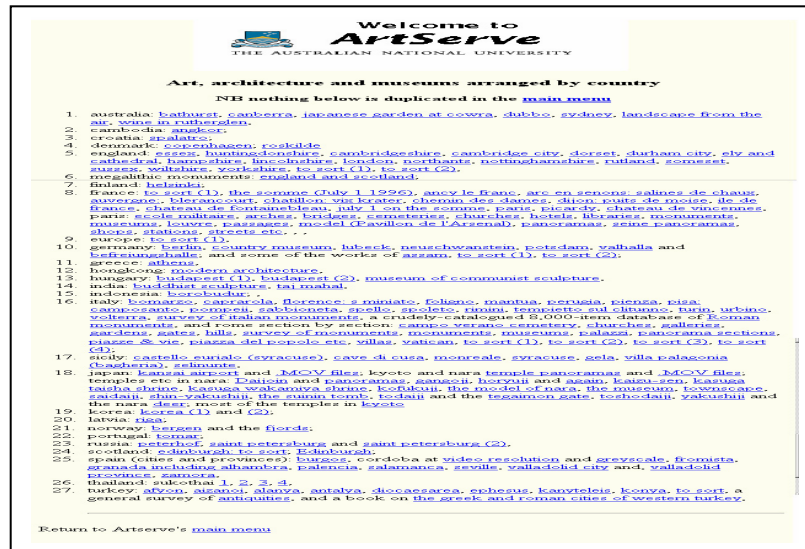 Welcome to
ArtServe
THE AUSTRALIAN NATIONAL UNIVERSITY
Art, architecture and museums arranged by country
NB nothing below is duplicated in the main menu
1. australia: bathurst, canberra, japanese garden at cowra, dubbo, sydney, landscape from the
air, wine in rutherglen,
2. cambodia: angkor;
3. croatia: spalatro;
4. denmark: copenhagen; roskilde
5. england: essex, huntingdonshire, cambridgeshire, cambridge city, dorset, durham city, ely and
cathedral, hampshire, lincolnshire, london, northants, nottinghamshire, rutland, somerset,
sussex, wiltshire, yorkshire, to sort (1), to sort (2),
6. megalithic monuments: england and scotland;
7. finland: helsinki;
8. france: to sort (1), the somme (July 1 1996), ancy le franc, arc en senons: salines de chaux,
auvergne:, blerancourt, chatillon: vix krater, chemin des dames, dijon: puits de moise, ile de
france, chateau de fontainebleau, july 1 on the somme, paris, picardy, chateau de vincennes,
paris: ecole militaire, arches, bridges, cemeteries, churches, hotels, libraries, monuments,
museums, louvre, passages, model (Pavillon de l'Arsenal), panoramas, seine panoramas,
shops, stations, streets etc, , ,
9. europe: to sort (1),
10. germany: berlin, country museum, lubeck, neuschwanstein, potsdam, valhalla and
befreiungshalle, and some of the works of assam, to sort (1), to sort (2);
11. greece: athens,
12. hongkong: modern architecture,
13. hungary: budapest (1), budapest (2), museum of communist sculpture,
14. india: buddhist sculpture, taj mahal,
15. indonesia: borobudur, ,
16. italy: bomarzo, caprarola, florence: s miniato, foligno, mantua, perugia, pienza, pisa:
camposanto, pompeii, sabbioneta, spello, spoleto, rimini, tempietto sul clitunno, turin, urbino,
volterra, survey of italian monuments, a crudely-catalogued 8,000-item database of Roman
monuments, and rome section by section: campo verano cemetery, churches, galleries,
gardens, gates, hills, survey of monuments, monuments, museums, palazzi, panorama sections,
piazze & vie, piazza del popolo etc, villas, vatican, to sort (1), to sort (2), to sort (3), to sort
(4);
17. sicily: castello eurialo (syracuse), cave di cusa, monreale, syracuse, gela, villa palagonia
(bagheria), selinunte,
18. japan: kansai airport and .MOV files; kyoto and nara temple panoramas and .MOV files;
temples etc in nara: Daijoin and panoramas, gangoji, horyuji and again, kaizu-sen, kasuga
taisha shrine, kasuga wakamiya shrine, kofukuji, the model of nara, the museum, townscape,
saidaiji, shin-yakushiji, the suinin tomb, todaiji and the tegaimon gate, toshodaiji, yakushiji and
the nara deer; most of the temples in kyoto
19. korea: korea (1) and (2);
20. latvia: riga;
21. norway: bergen and the fjords;
22. portugal: tomar;
23. russia: peterhof, saint petersburg and saint petersburg (2),
24. scotland: edinburgh: to sort, Edinburgh;
25. spain (cities and provinces): burgos, cordoba at video resolution and greyscale, fromista,
granada including alhambra, palencia, salamanca, seville, valladolid city and, valladolid
province, zamora,
26. thailand: sukothai 1, 2, 3, 4,
27. turkey: afyon, aizanoi, alanya, antalya, diocaesarea, ephesus, kanyteleis, konya, to sort, a
general survey of antiquities, and a book on the greek and roman cities of western turkey,
Return to Artserve's main menu